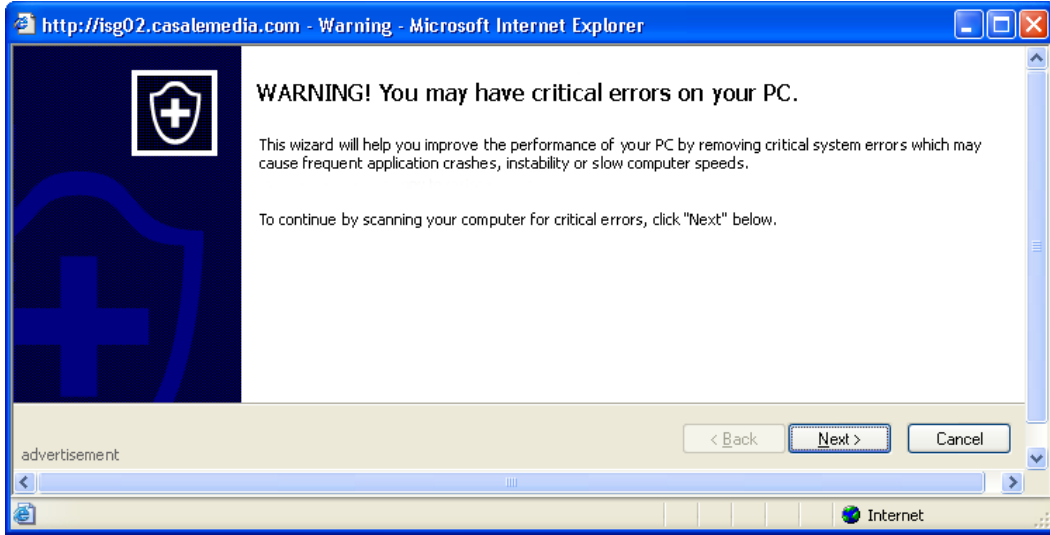 http://isg02.casalemedia.com - Warning - Microsoft Internet Explorer
WARNING! You may have critical errors on your PC.
This wizard will help you improve the performance of your PC by removing critical system errors which may
cause frequent application crashes, instability or slow computer speeds.
To continue by scanning your computer for critical errors, click "Next" below.
< Back Next > Cancel
advertisement
Internet